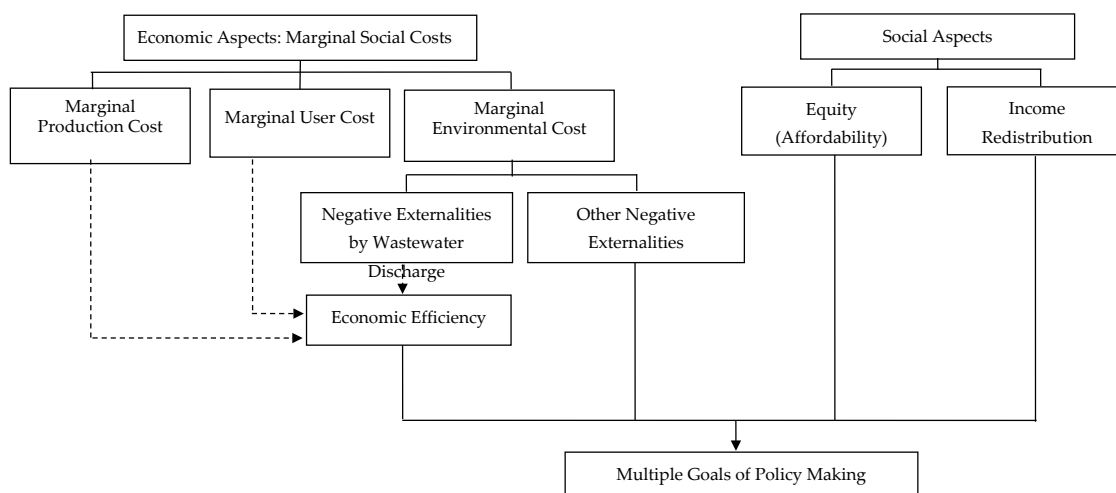 Economic Aspects: Marginal Social Costs
Social Aspects
Marginal
Production Cost
Marginal User Cost
Marginal
Environmental Cost
Equity
(Affordability)
Income
Redistribution
Negative Externalities
by Wastewater
Discharge
Other Negative
Externalities
Economic Efficiency
Multiple Goals of Policy Making